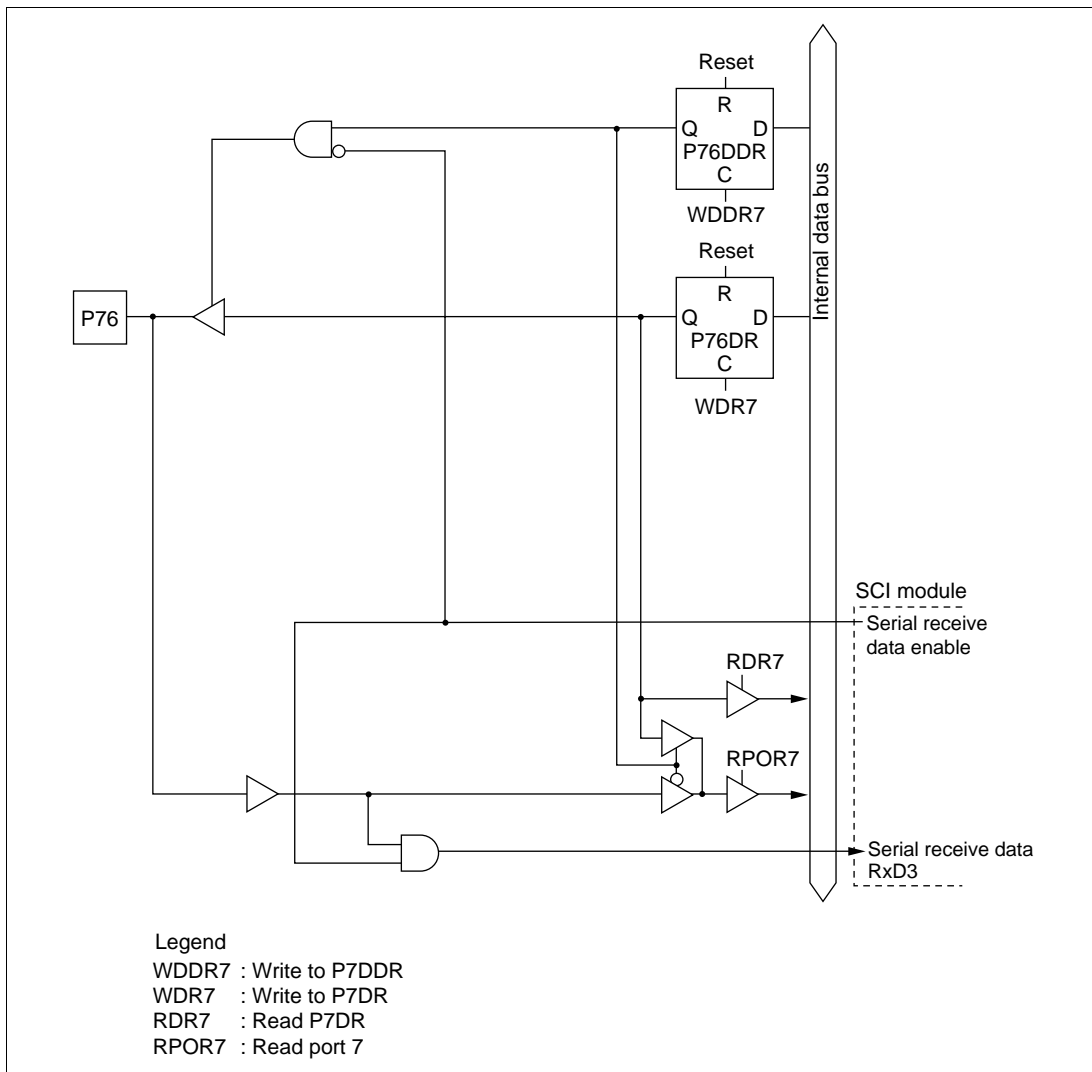 Reset
R
Q D
P76DDR
C
WDDR7
Reset
R
P76
Q D
P76DR
C
WDR7
Internal data bus
SCI module
Serial receive
data enable
RDR7
RPOR7
Serial receive data
RxD3
Legend
WDDR7 : Write to P7DDR
WDR7 : Write to P7DR
RDR7 : Read P7DR
RPOR7 : Read port 7